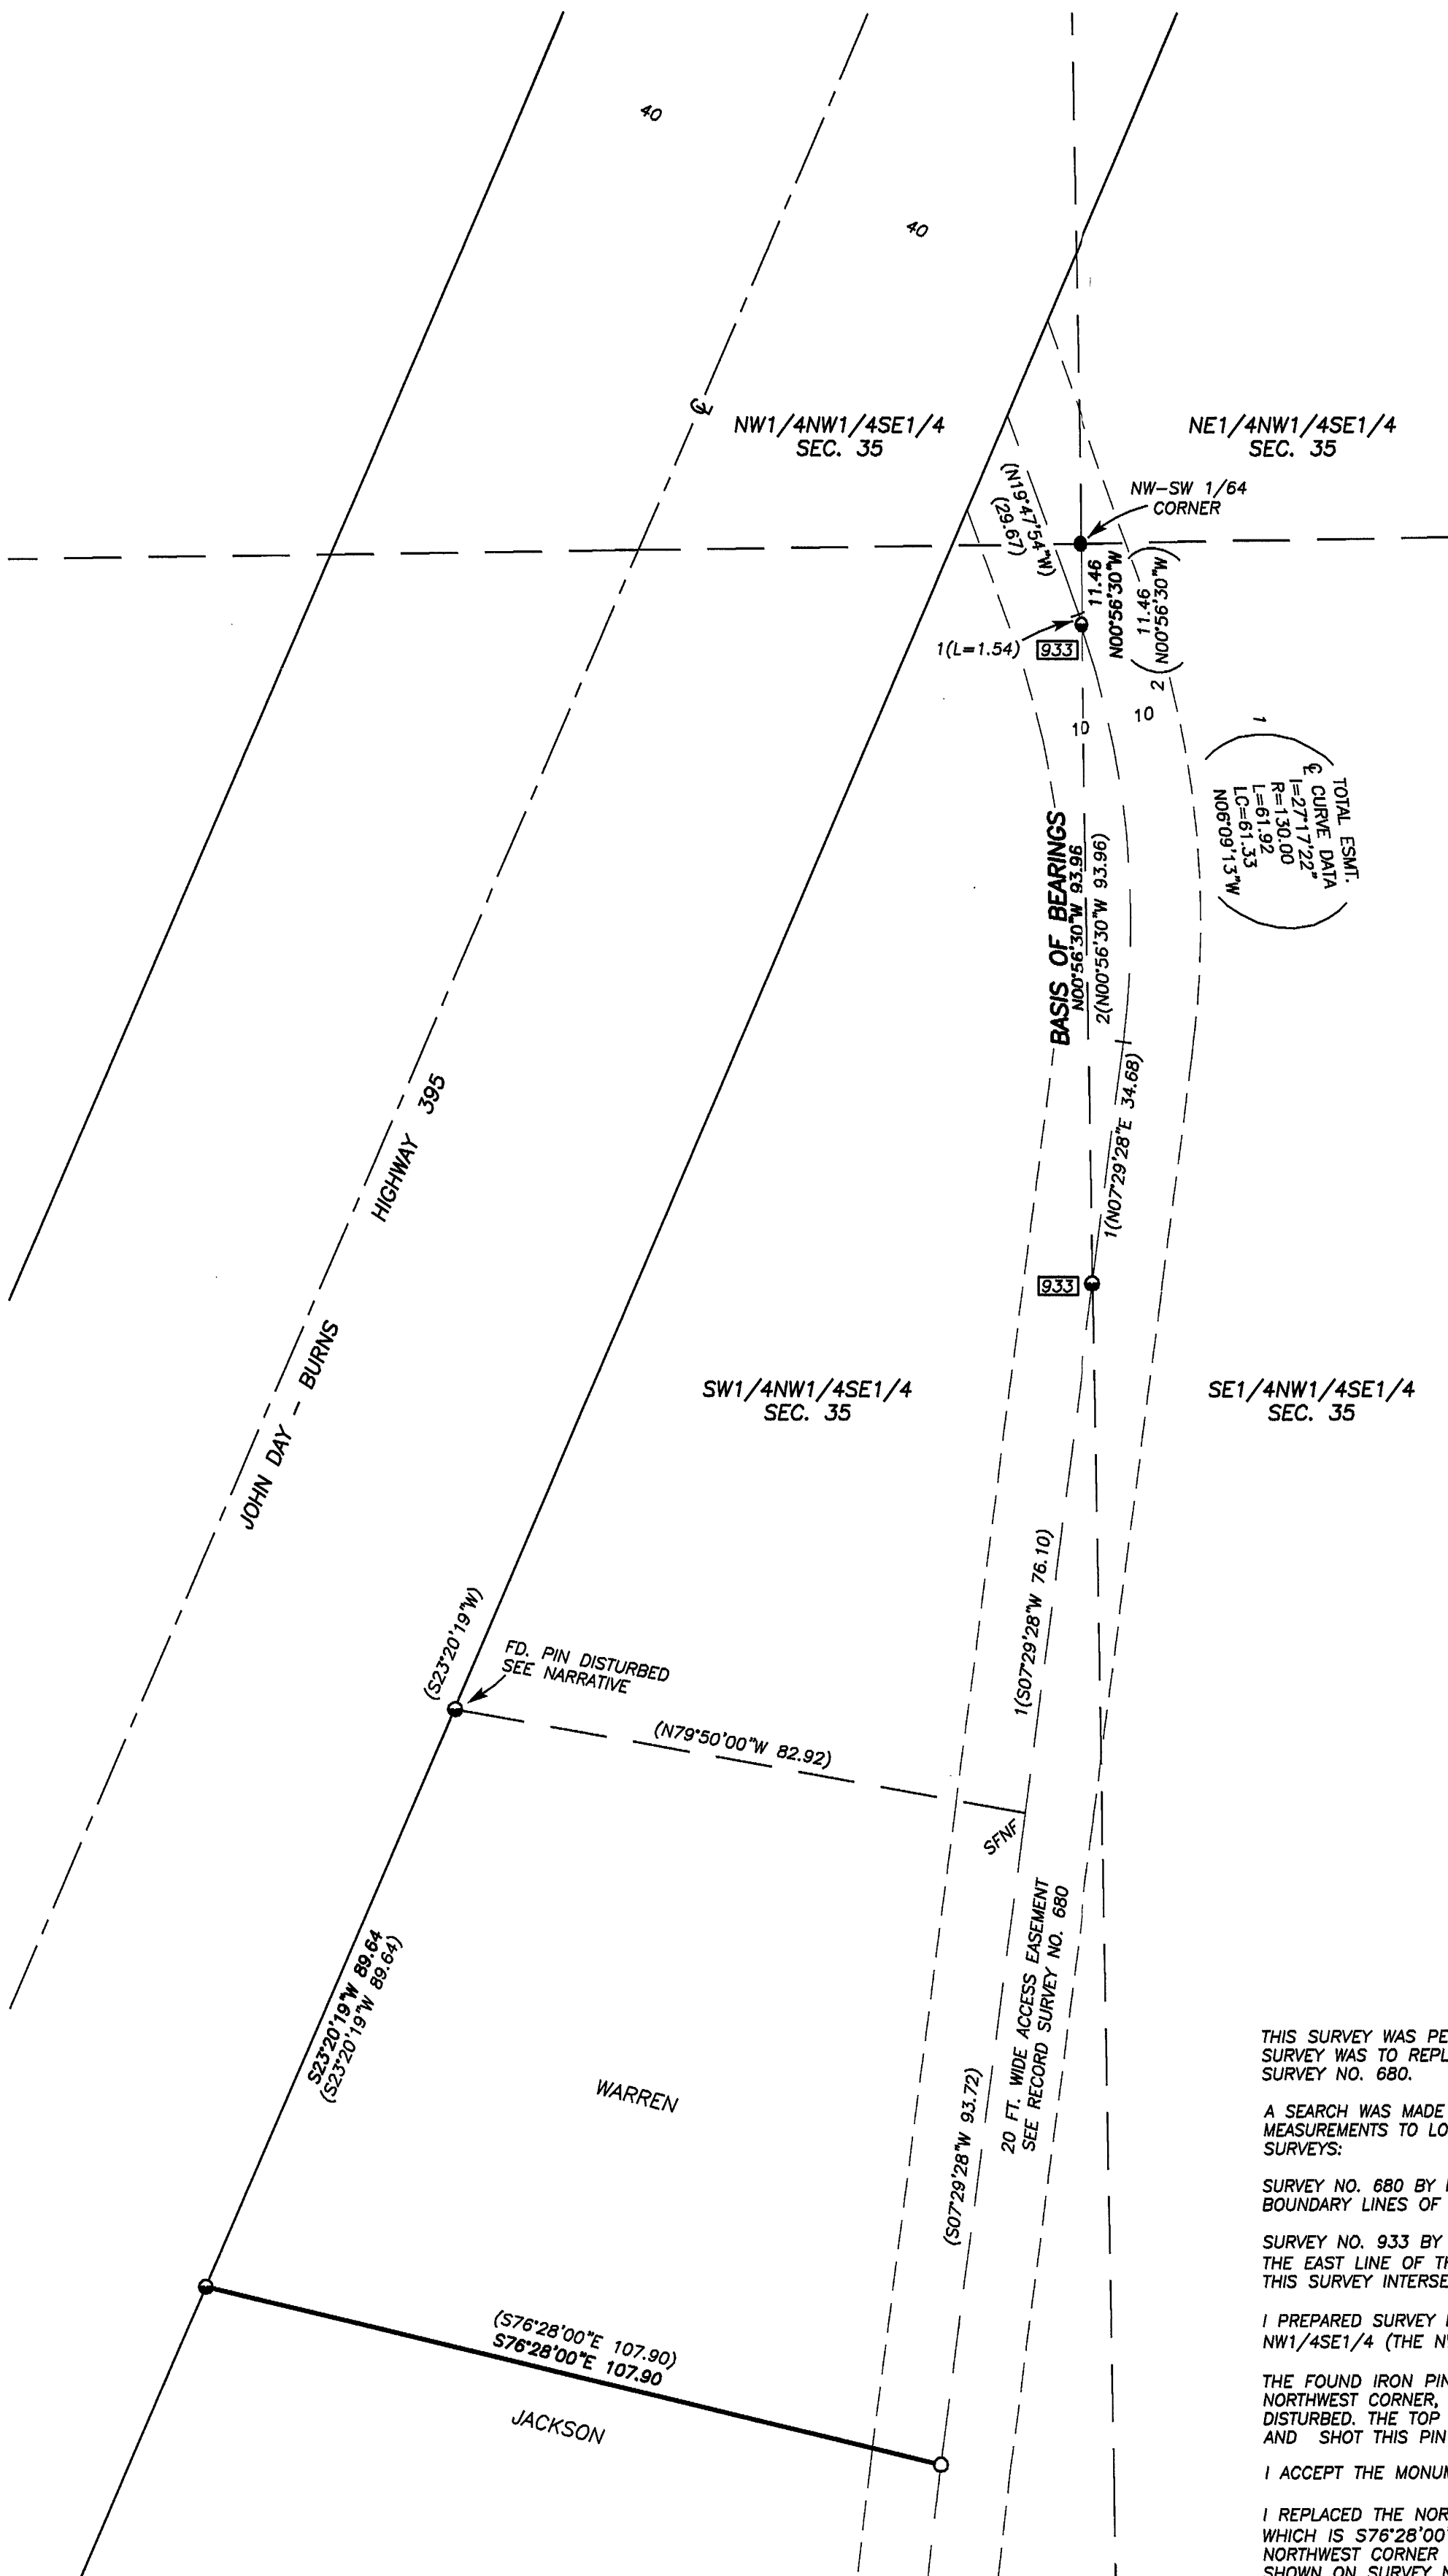 40
40
℄
NW1/4NW1/4SE1/4
SEC. 35
NE1/4NW1/4SE1/4
SEC. 35
NW-SW 1/64
CORNER
(N19°47'54"W)
(29.67)
11.46
N00°56'30"W
(11.46
N00°56'30"W)
2
1(L=1.54)
933
10
10
1
TOTAL ESMT.
℄ CURVE DATA
I=27°17'22"
R=130.00
L=61.92
LC=61.33
N06°09'13"W
BASIS OF BEARINGS
N00°56'30"W 93.96
2(N00°56'30"W 93.96)
1(N07°29'28"E 34.68)
933
HIGHWAY 395
JOHN DAY - BURNS
SW1/4NW1/4SE1/4
SEC. 35
SE1/4NW1/4SE1/4
SEC. 35
1(S07°29'28"W 76.10)
(S23°20'19"W)
FD. PIN DISTURBED
SEE NARRATIVE
(N79°50'00"W 82.92)
SFNF
20 FT. WIDE ACCESS EASEMENT
SEE RECORD SURVEY NO. 680
S23°20'19"W 89.64
(S23°20'19"W 89.64)
WARREN
(S07°29'28"W 93.72)
(S76°28'00"E 107.90)
S76°28'00"E 107.90
JACKSON
THIS SURVEY WAS PE
SURVEY WAS TO REPL
SURVEY NO. 680.
A SEARCH WAS MADE
MEASUREMENTS TO LO
SURVEYS:
SURVEY NO. 680 BY
BOUNDARY LINES OF
SURVEY NO. 933 BY
THE EAST LINE OF TH
THIS SURVEY INTERSE
I PREPARED SURVEY
NW1/4SE1/4 (THE N
THE FOUND IRON PIN
NORTHWEST CORNER,
DISTURBED. THE TOP
AND SHOT THIS PIN
I ACCEPT THE MONUM
I REPLACED THE NOR
WHICH IS S76°28'00"
NORTHWEST CORNER
SHOWN ON SURVEY N